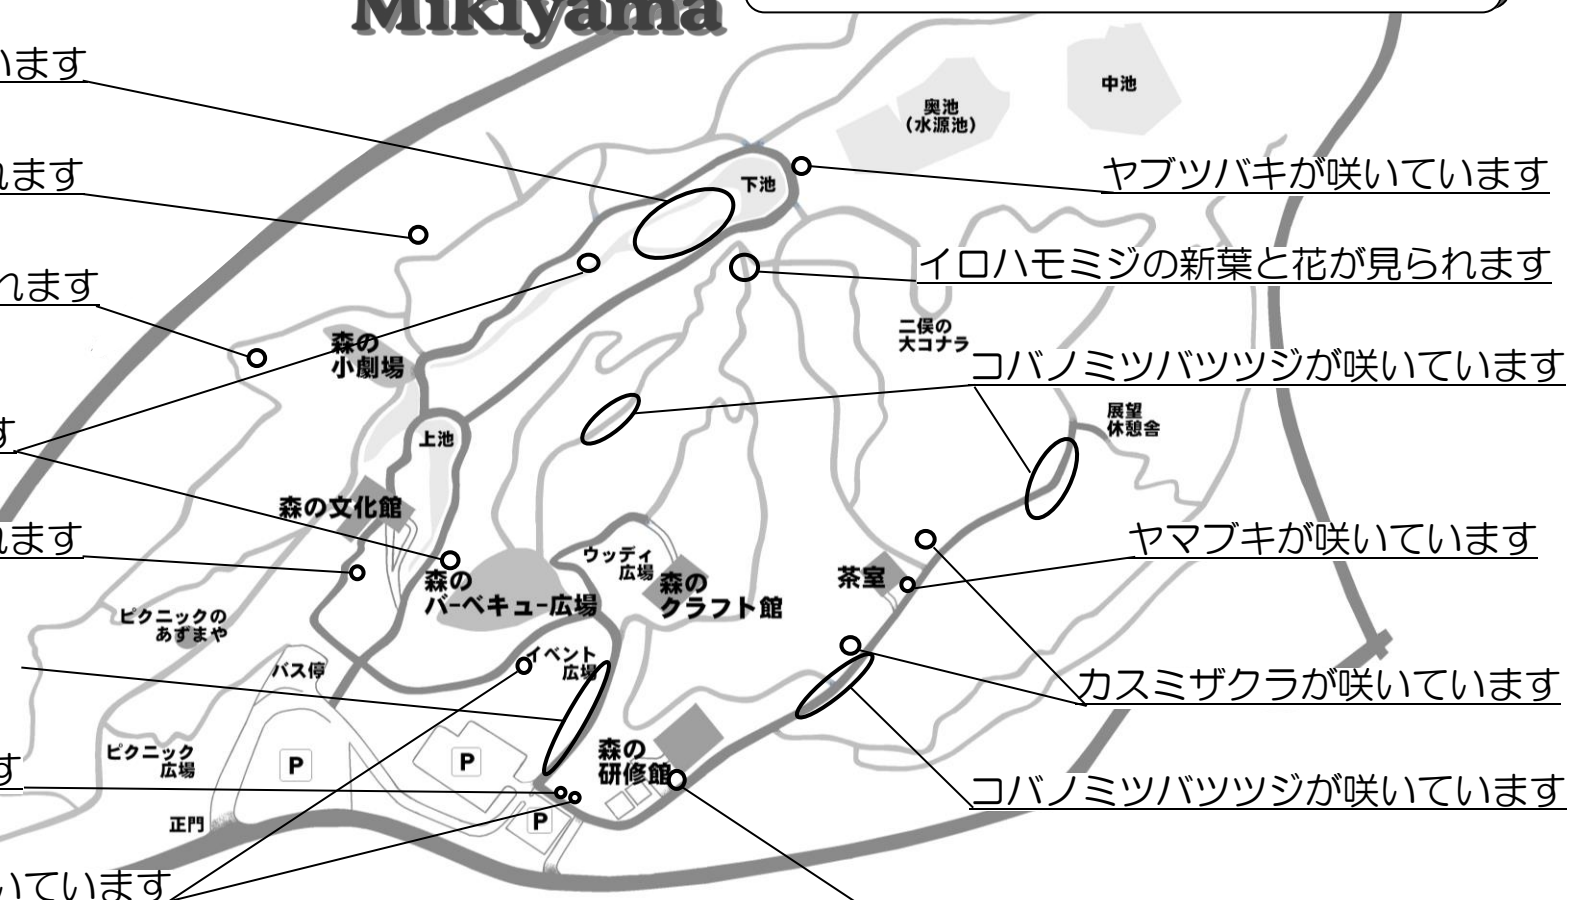 Mikiyama
います
れます
れます
す
れます
す
いています
中池
奥池
(水源池)
下池
ヤブツバキが咲いています
イロハモミジの新葉と花が見られます
二俣の
大コナラ
コバノミツバツツジが咲いています
森の
小劇場
展望
休憩舎
上池
森の文化館
ヤマブキが咲いています
ウッディ
広場
茶室
森の
バーベキュー広場
森の
クラフト館
ピクニックの
あずまや
イベント
広場
バス停
カスミザクラが咲いています
ピクニック
広場
P
P
森の
研修館
コバノミツバツツジが咲いています
P
正門